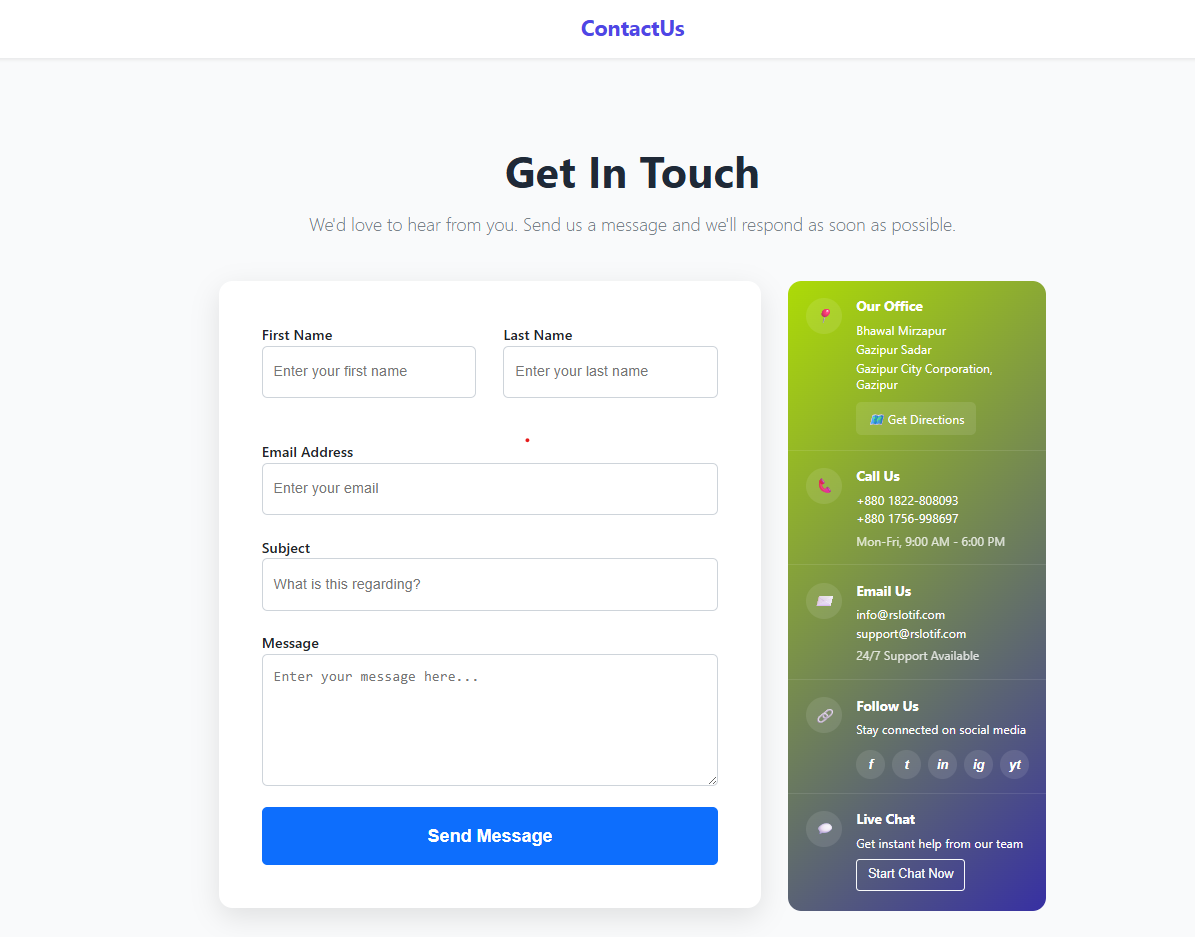 ContactUs
Get In Touch
We'd love to hear from you. Send us a message and we'll respond as soon as possible.
First Name
Last Name
Enter your first name
Enter your last name
Email Address
Enter your email
Subject
What is this regarding?
Message
Enter your message here...
Send Message
Our Office
Bhawal Mirzapur
Gazipur Sadar
Gazipur City Corporation,
Gazipur
Get Directions
Call Us
+880 1822-808093
+880 1756-998697
Mon-Fri, 9:00 AM - 6:00 PM
Email Us
info@rslotif.com
support@rslotif.com
24/7 Support Available
Follow Us
Stay connected on social media
f t in ig yt
Live Chat
Get instant help from our team
Start Chat Now